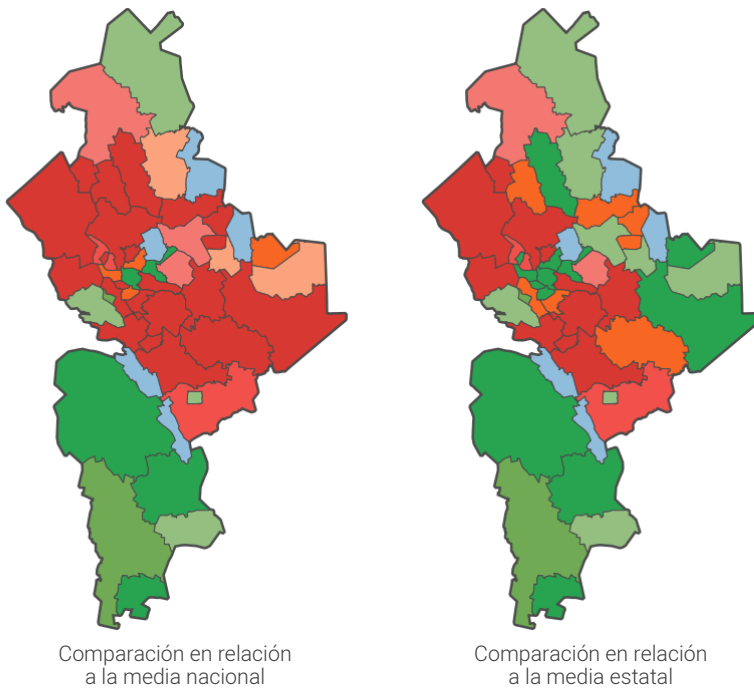 Comparación en relación
a la media nacional
Comparación en relación
a la media estatal